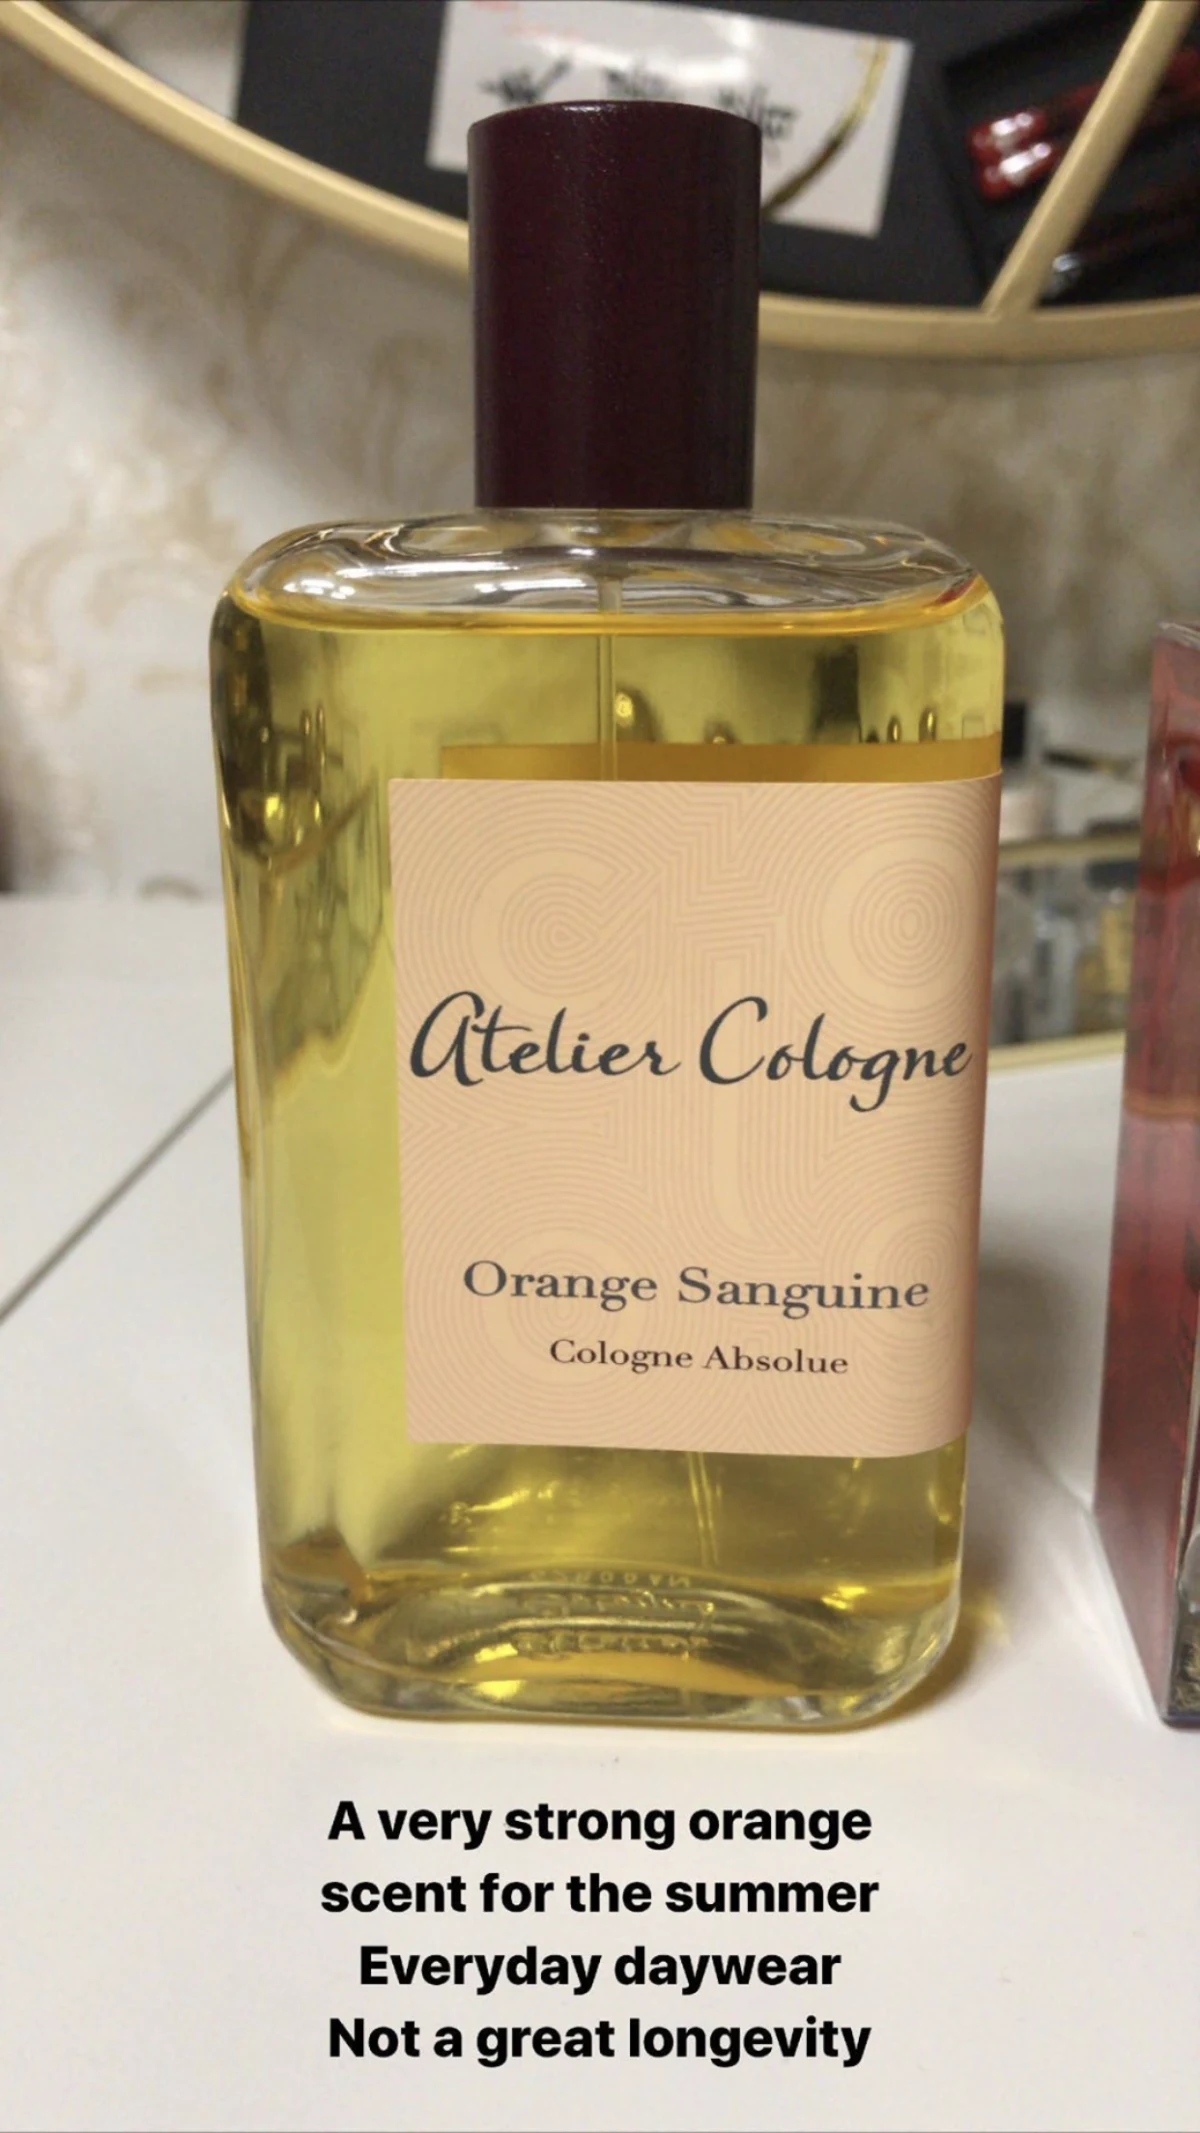 Atelier Cologne
Orange Sanguine
Cologne Absolue
A very strong orange
scent for the summer
Everyday daywear
Not a great longevity